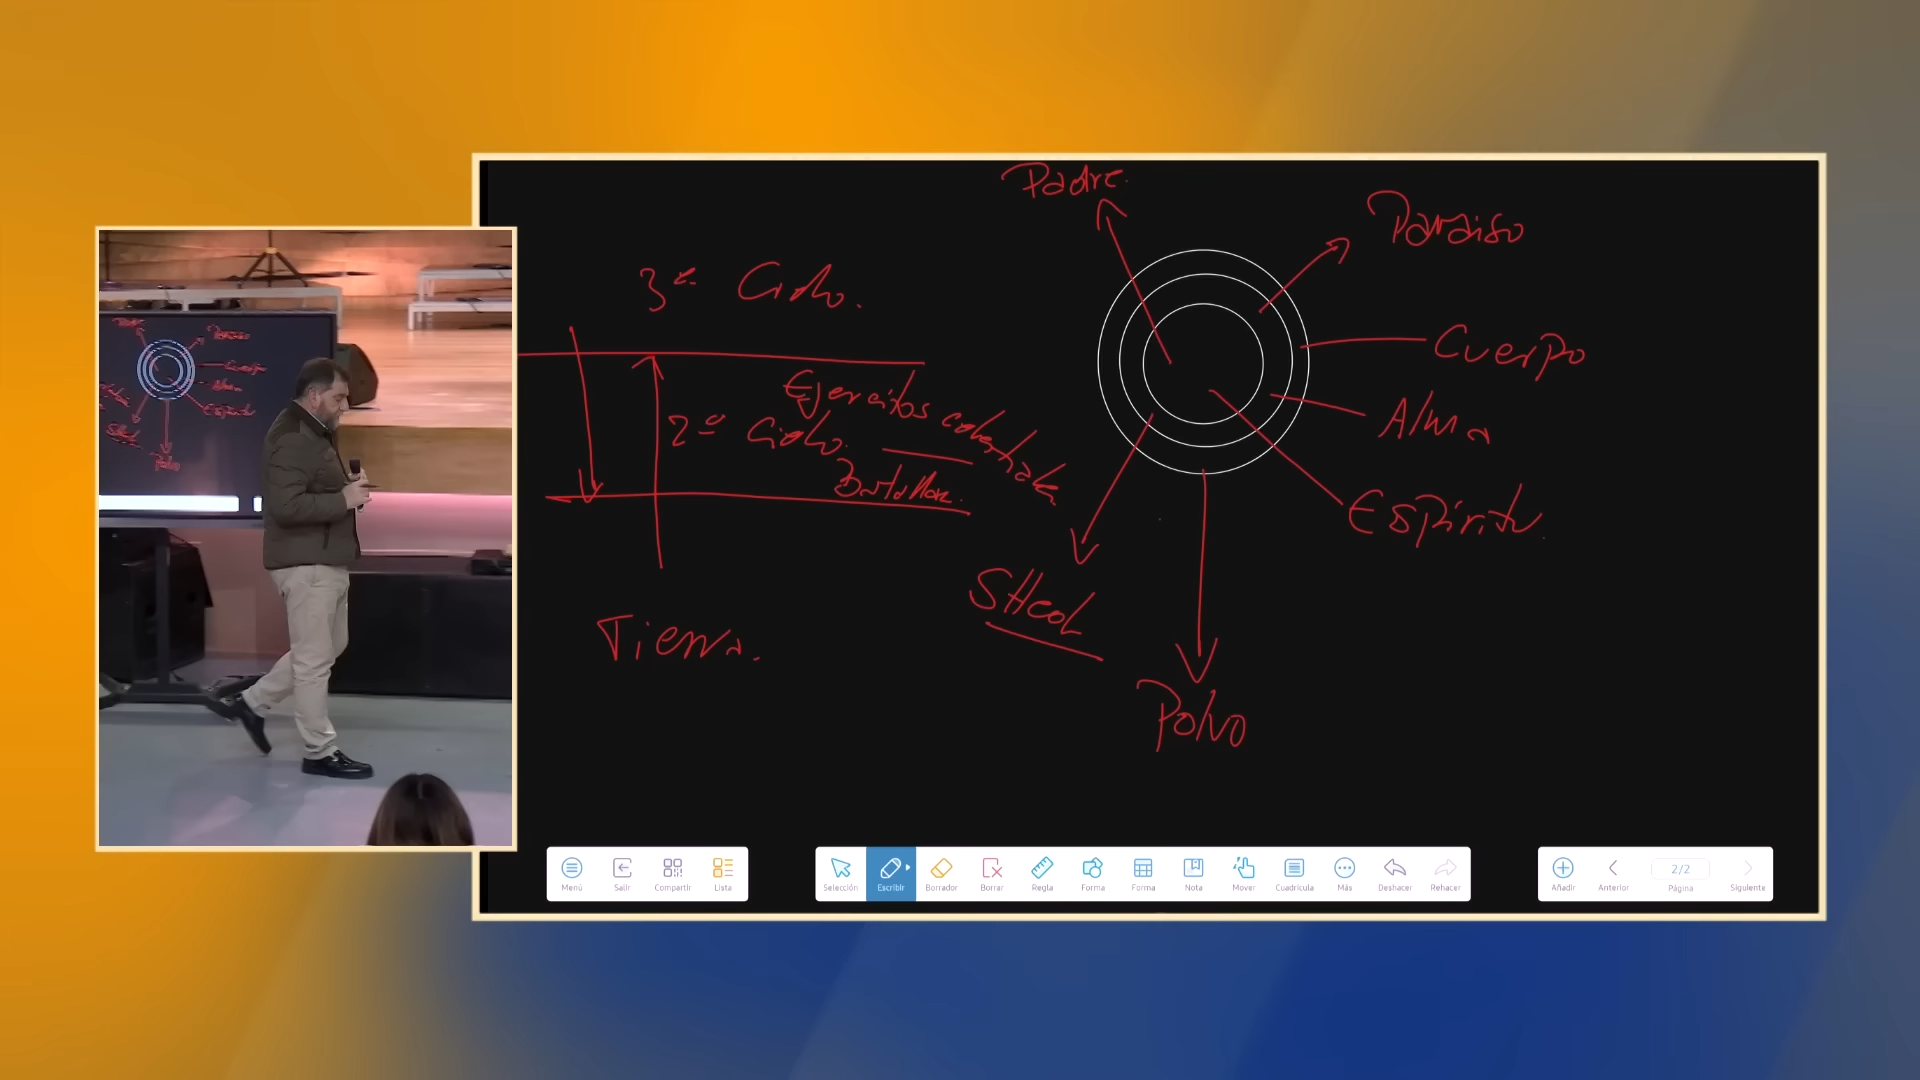 Padre.
Paraiso
3er Cielo.
Cuerpo
Ejercitos celestiales
2º Cielo.
Alma
Batallas.
Espiritu
SHeol
Tierra.
Polvo
Menú
Salir
Compartir
Lista
Selección
Escribir
Borrador
Borrar
Regla
Forma
Forma
Nota
Mover
Cuadrícula
Más
Deshacer
Rehacer
Añadir
Anterior
2/2
Página
Siguiente